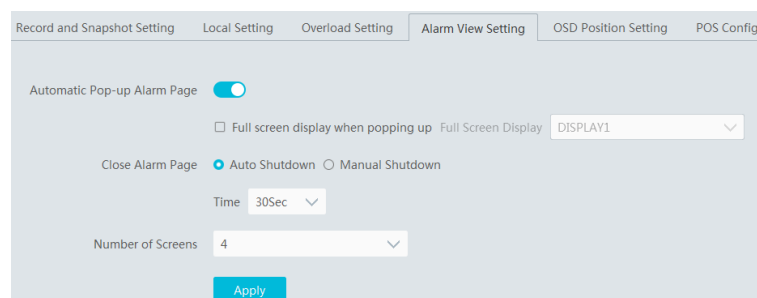 Record and Snapshot Setting Local Setting Overload Setting Alarm View Setting OSD Position Setting POS Config
Automatic Pop-up Alarm Page
Full screen display when popping up Full Screen Display DISPLAY1
Close Alarm Page Auto Shutdown Manual Shutdown
Time 30Sec
Number of Screens 4
Apply